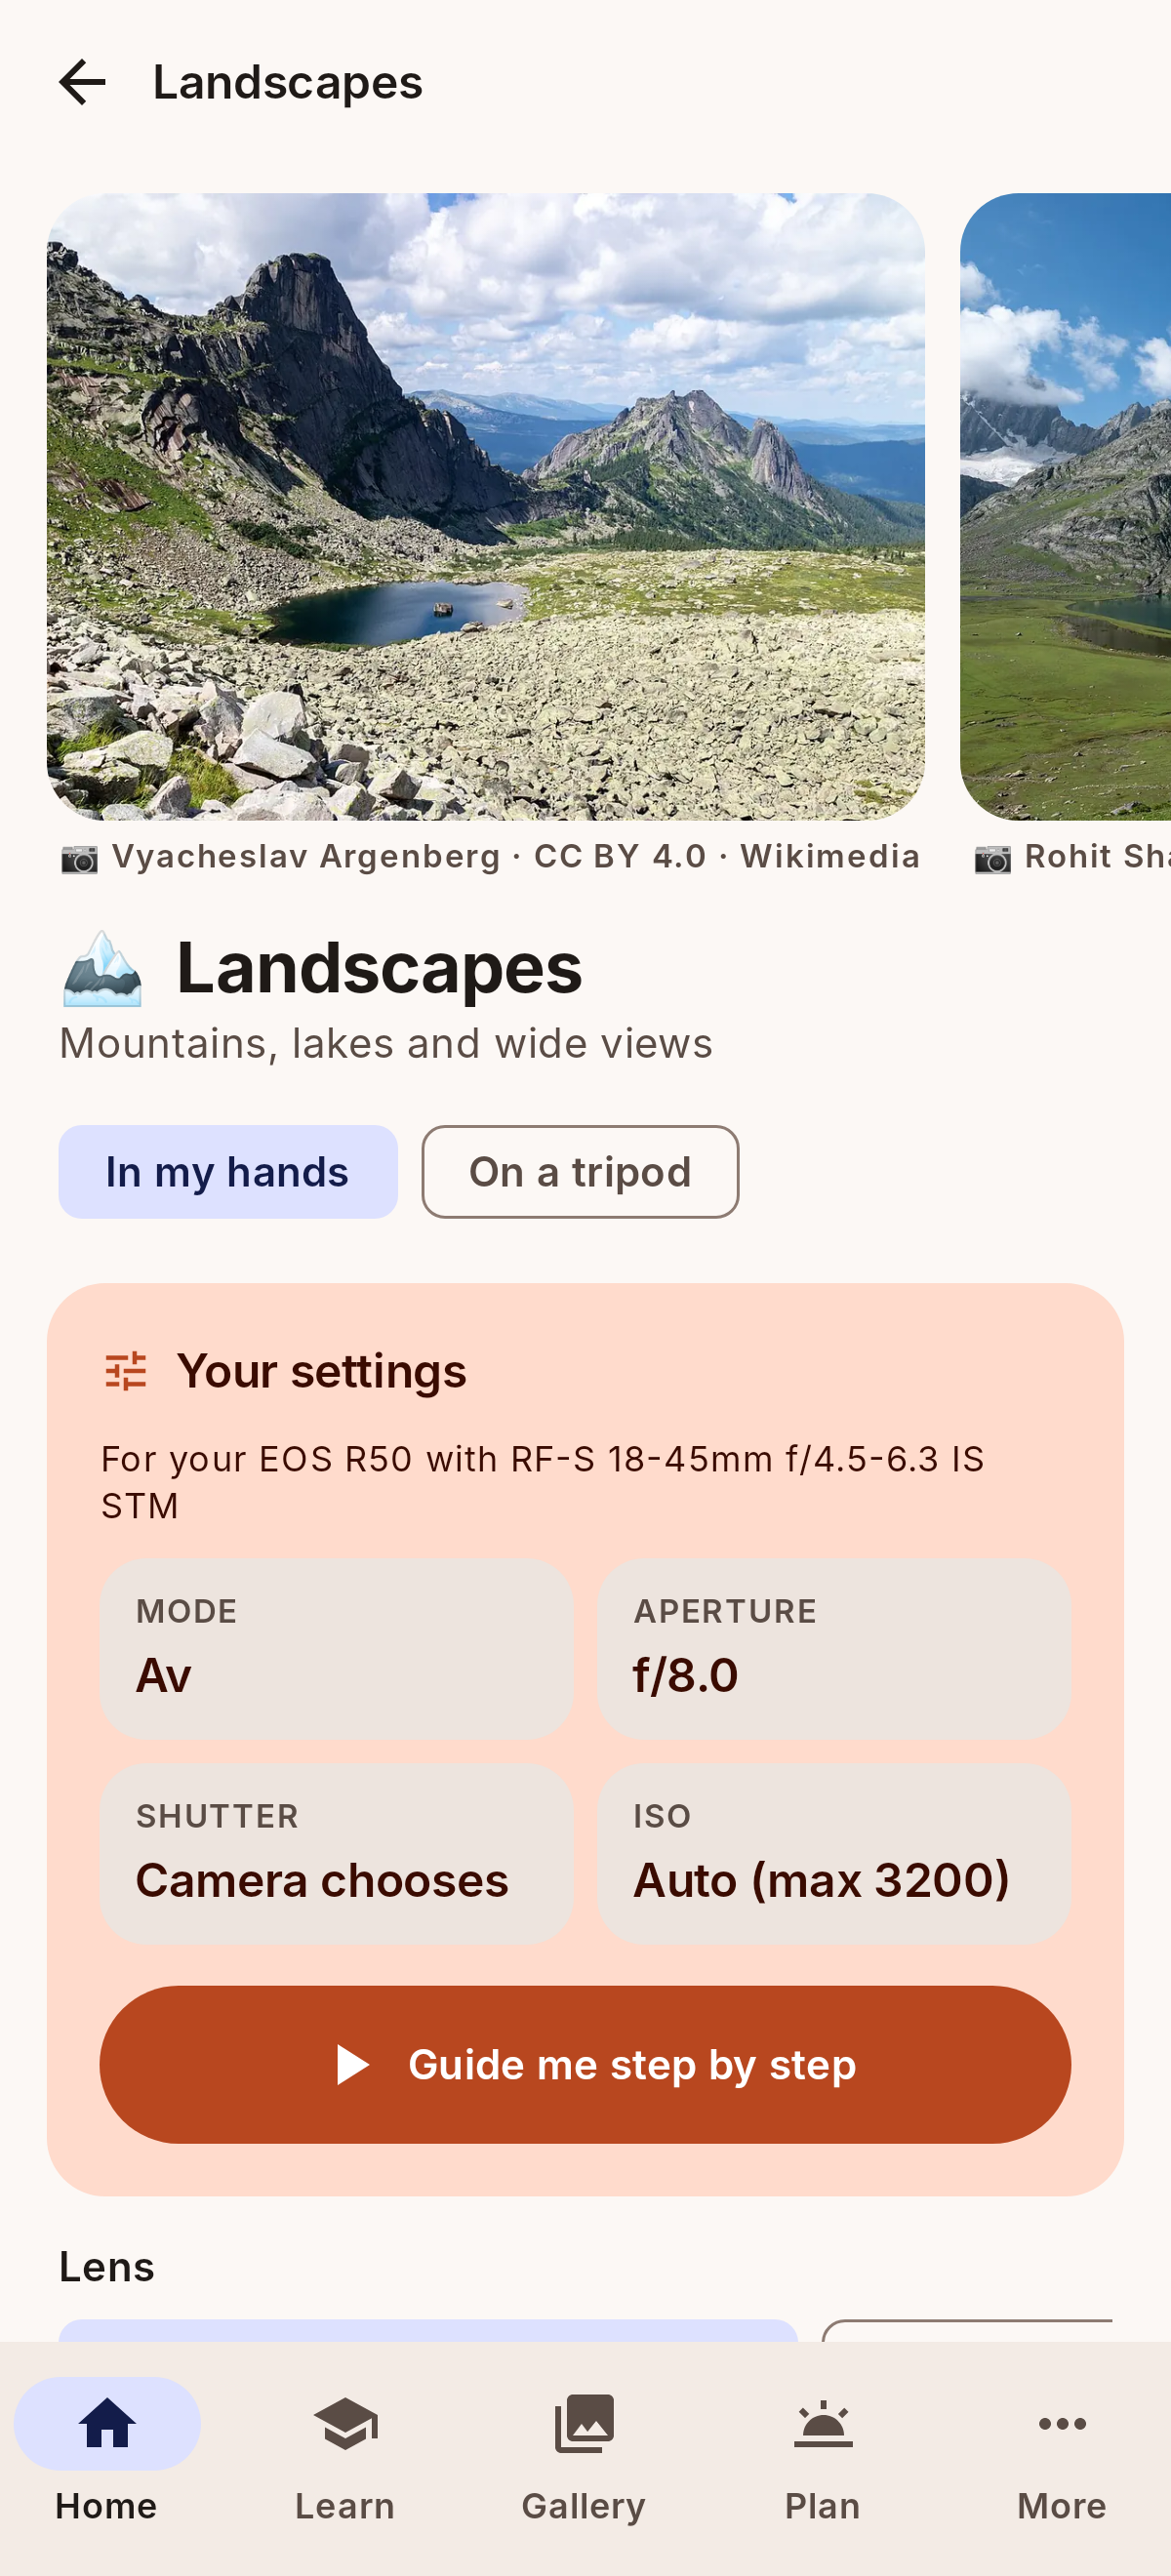 Landscapes
📷 Vyacheslav Argenberg · CC BY 4.0 · Wikimedia
📷 Rohit
Landscapes
Mountains, lakes and wide views
In my hands
On a tripod
Your settings
For your EOS R50 with RF-S 18-45mm f/4.5-6.3 IS
STM
MODE
Av
APERTURE
f/8.0
SHUTTER
Camera chooses
ISO
Auto (max 3200)
Guide me step by step
Lens
Home
Learn
Gallery
Plan
More